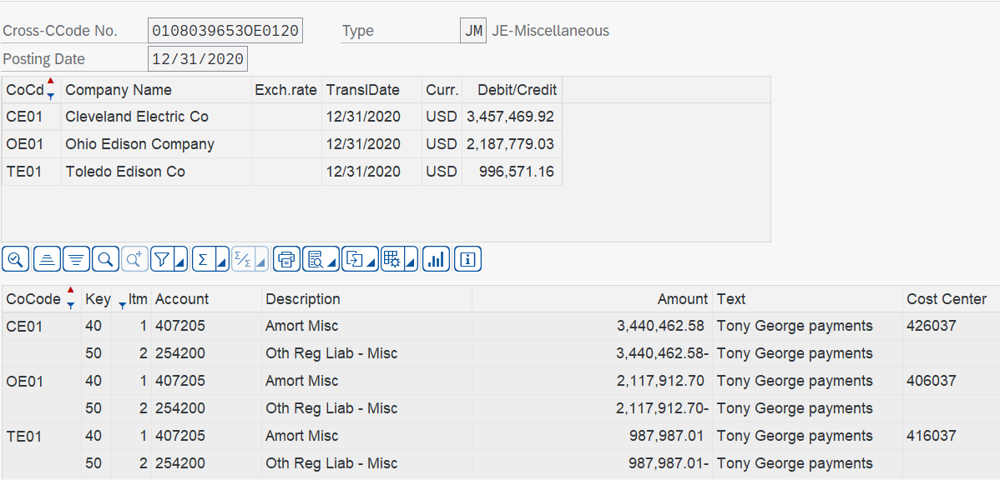 Cross-CCode No. 0108039653OE0120 Type JM JE-Miscellaneous
Posting Date 12/31/2020
CoCd Company Name Exch.rate TranslDate Curr. Debit/Credit
CE01 Cleveland Electric Co 12/31/2020 USD 3,457,469.92
OE01 Ohio Edison Company 12/31/2020 USD 2,187,779.03
TE01 Toledo Edison Co 12/31/2020 USD 996,571.16
CoCode Key Itm Account Description Amount Text Cost Center
CE01 40 1 407205 Amort Misc 3,440,462.58 Tony George payments 426037
50 2 254200 Oth Reg Liab - Misc 3,440,462.58- Tony George payments
OE01 40 1 407205 Amort Misc 2,117,912.70 Tony George payments 406037
50 2 254200 Oth Reg Liab - Misc 2,117,912.70- Tony George payments
TE01 40 1 407205 Amort Misc 987,987.01 Tony George payments 416037
50 2 254200 Oth Reg Liab - Misc 987,987.01- Tony George payments